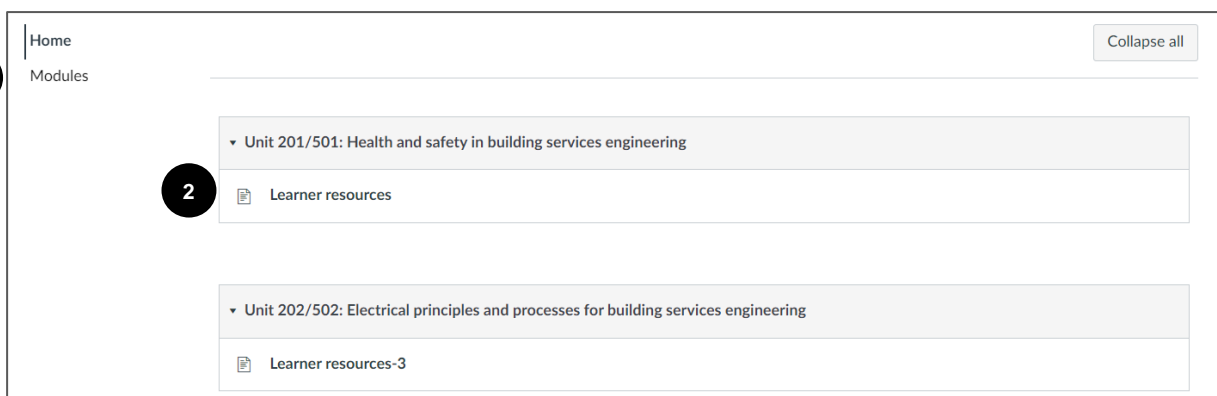 Home
Collapse all
Modules
Unit 201/501: Health and safety in building services engineering
2
Learner resources
Unit 202/502: Electrical principles and processes for building services engineering
Learner resources-3